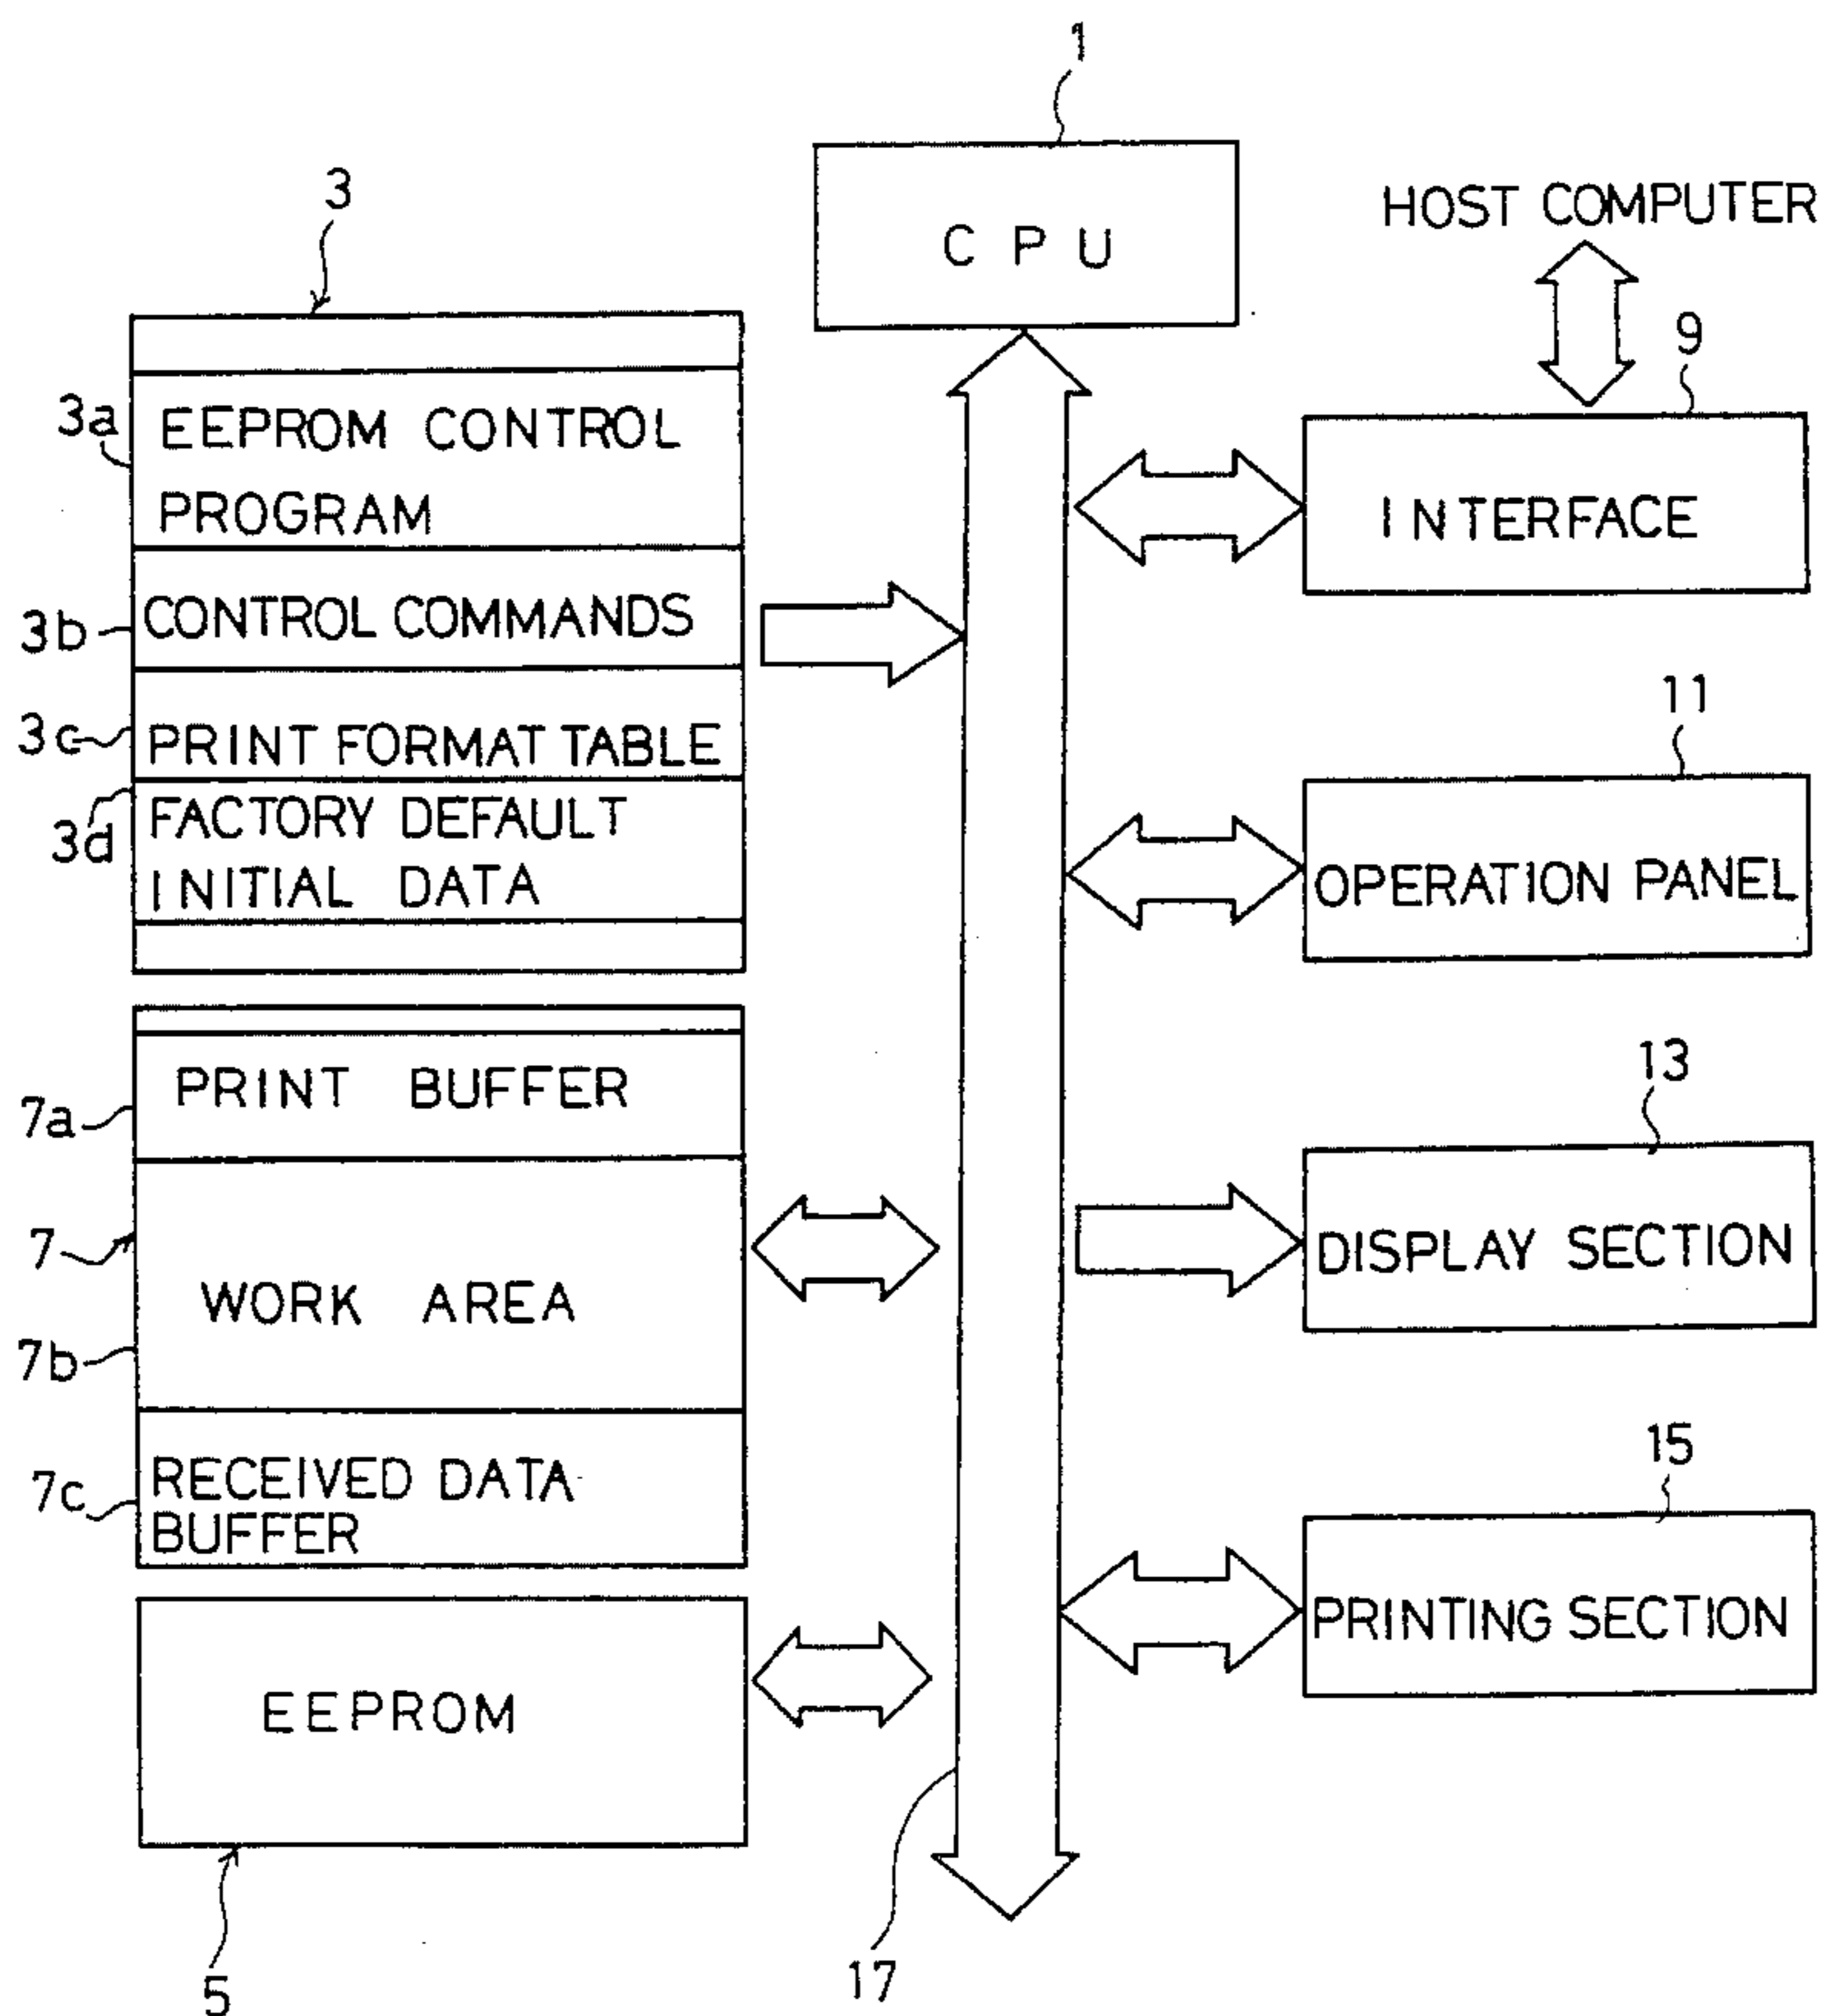 1
CPU
HOST COMPUTER
3
9
3a
EEPROM CONTROL
PROGRAM
INTERFACE
3b
CONTROL COMMANDS
3c
PRINT FORMAT TABLE
11
3d
FACTORY DEFAULT
INITIAL DATA
OPERATION PANEL
7a
PRINT BUFFER
13
7
DISPLAY SECTION
WORK AREA
7b
7c
RECEIVED DATA
BUFFER
15
PRINTING SECTION
EEPROM
5
17